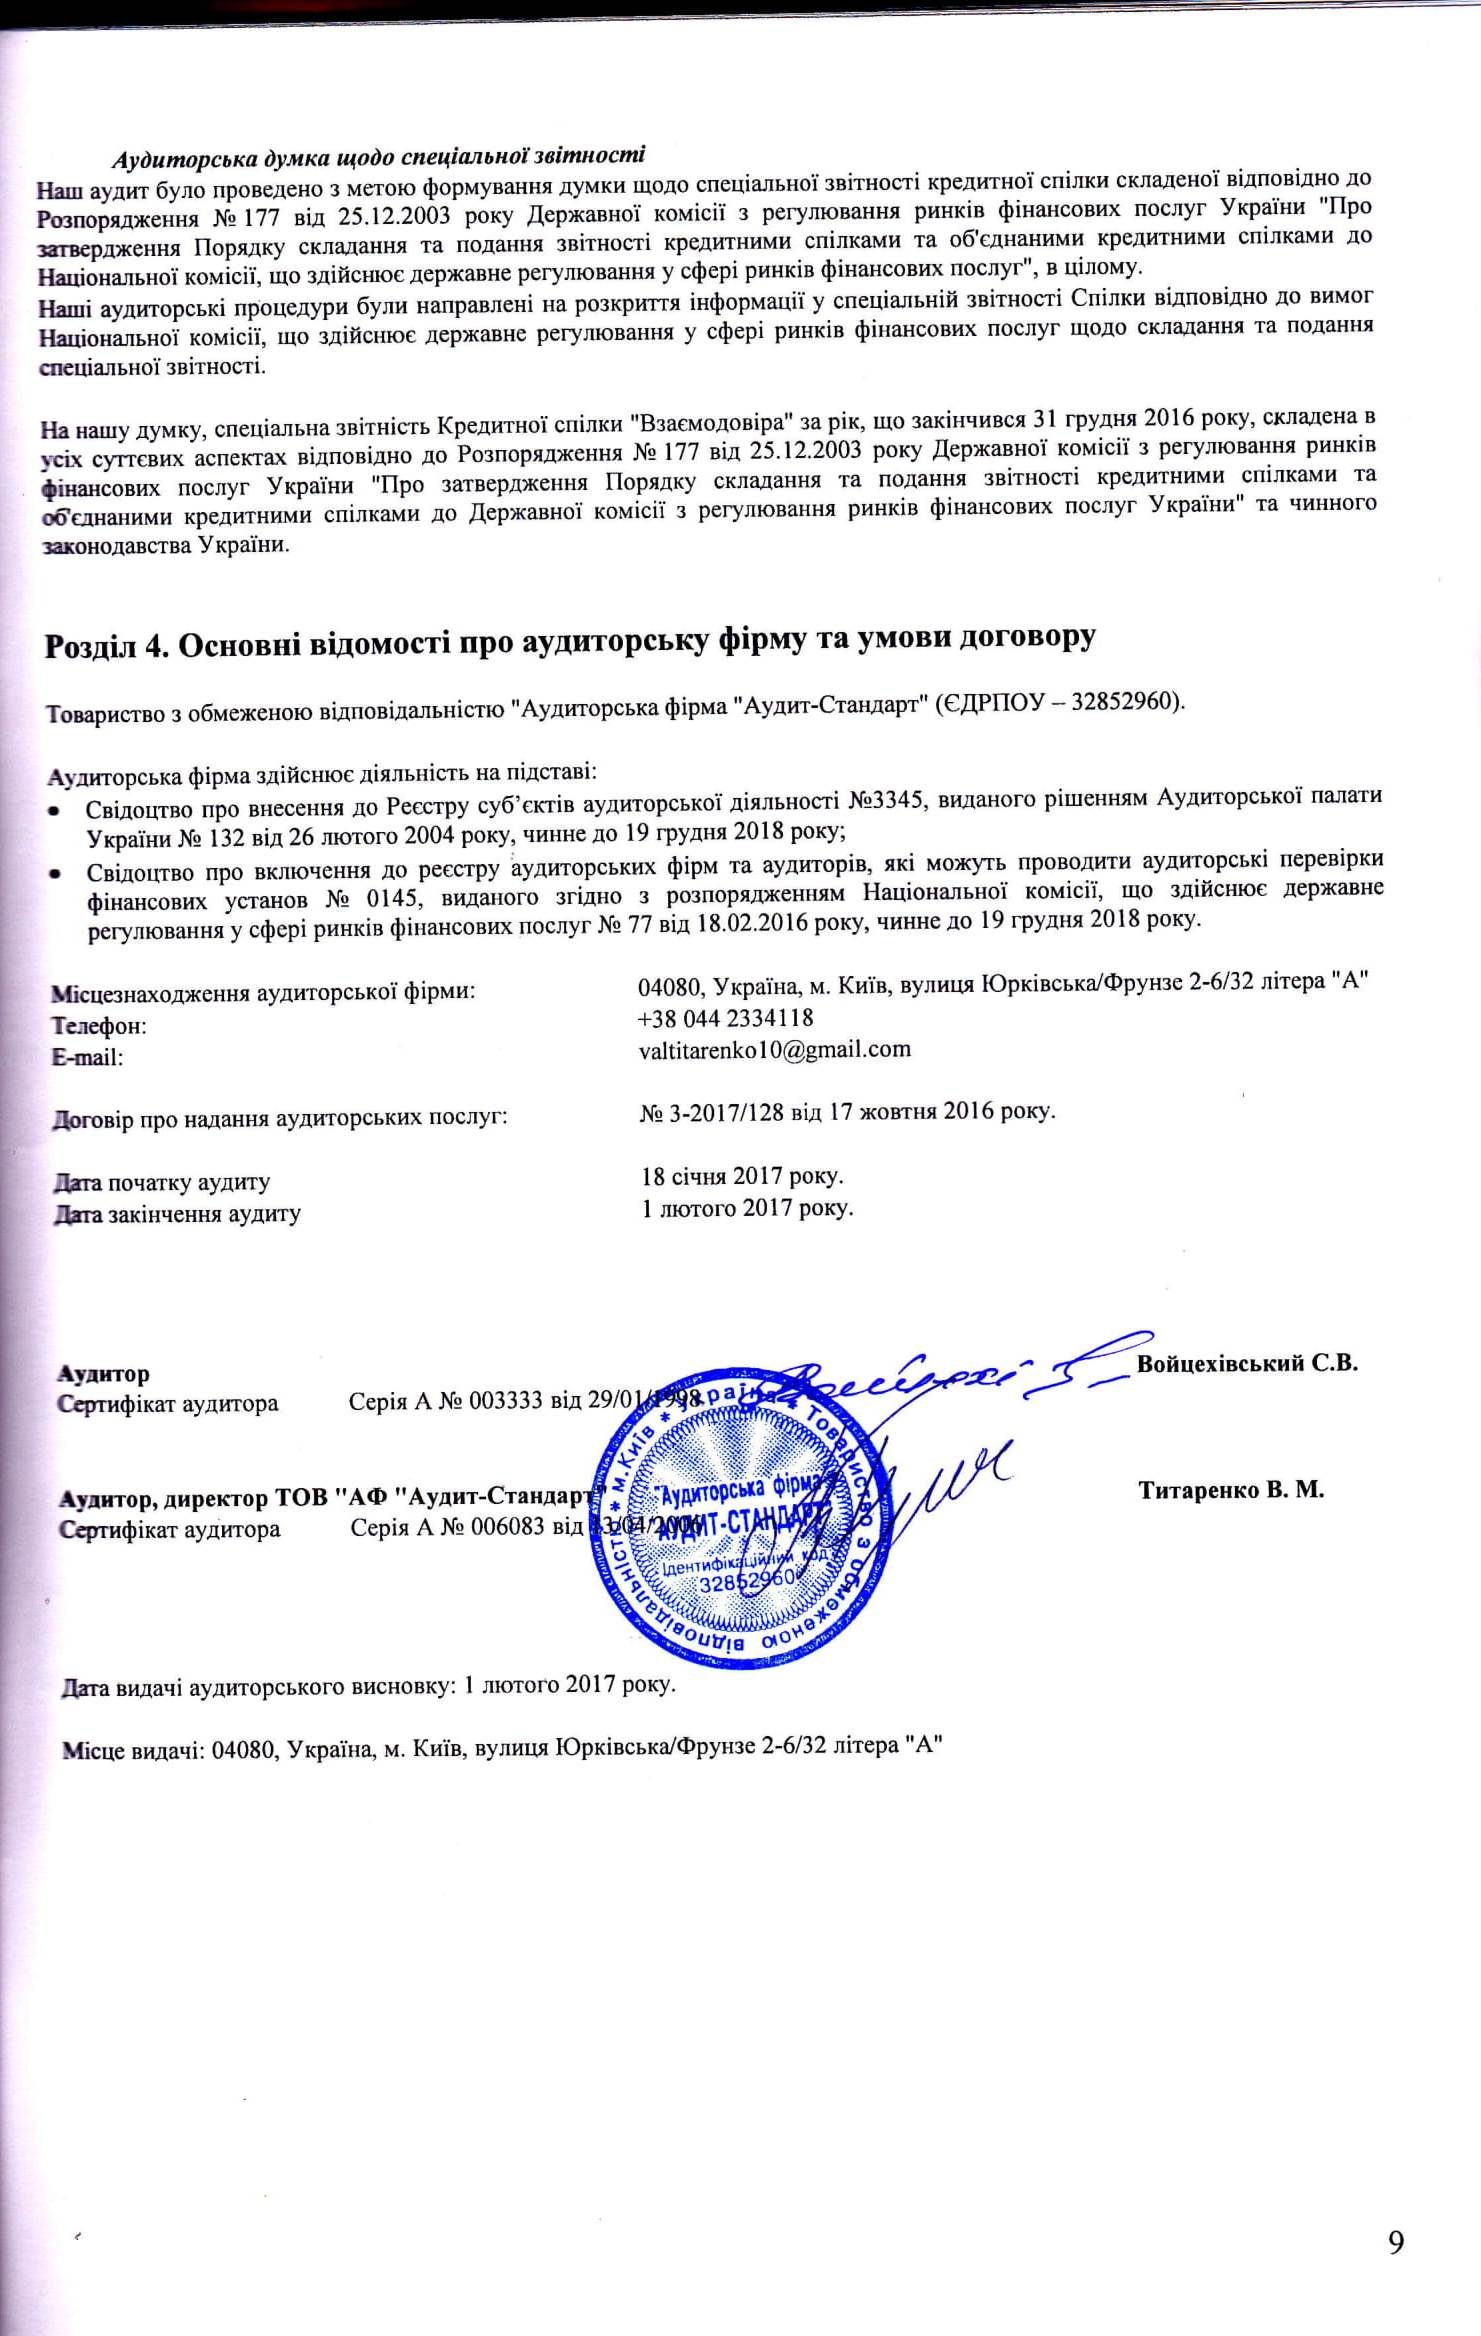 Аудиторська думка щодо спеціальної звітності
Наш аудит було проведено з метою формування думки щодо спеціальної звітності кредитної спілки складеної відповідно до
Розпорядження № 177 від 25.12.2003 року Державної комісії з регулювання ринків фінансових послуг України "Про
затвердження Порядку складання та подання звітності кредитними спілками та об'єднаними кредитними спілками до
Національної комісії, що здійснює державне регулювання у сфері ринків фінансових послуг", в цілому.
Наші аудиторські процедури були направлені на розкриття інформації у спеціальній звітності Спілки відповідно до вимог
Національної комісії, що здійснює державне регулювання у сфері ринків фінансових послуг щодо складання та подання
спеціальної звітності.
На нашу думку, спеціальна звітність Кредитної спілки "Взаємодовіра" за рік, що закінчився 31 грудня 2016 року, складена в
усіх суттєвих аспектах відповідно до Розпорядження № 177 від 25.12.2003 року Державної комісії з регулювання ринків
фінансових послуг України "Про затвердження Порядку складання та подання звітності кредитними спілками та
об'єднаними кредитними спілками до Державної комісії з регулювання ринків фінансових послуг України" та чинного
законодавства України.
Розділ 4. Основні відомості про аудиторську фірму та умови договору
Товариство з обмеженою відповідальністю "Аудиторська фірма "Аудит-Стандарт" (ЄДРПОУ – 32852960).
Аудиторська фірма здійснює діяльність на підставі:
• Свідоцтво про внесення до Реєстру суб’єктів аудиторської діяльності №3345, виданого рішенням Аудиторської палати
України № 132 від 26 лютого 2004 року, чинне до 19 грудня 2018 року;
• Свідоцтво про включення до реєстру аудиторських фірм та аудиторів, які можуть проводити аудиторські перевірки
фінансових установ № 0145, виданого згідно з розпорядженням Національної комісії, що здійснює державне
регулювання у сфері ринків фінансових послуг № 77 від 18.02.2016 року, чинне до 19 грудня 2018 року.
Місцезнаходження аудиторської фірми: 04080, Україна, м. Київ, вулиця Юрківська/Фрунзе 2-6/32 літера "А"
Телефон: +38 044 2334118
E-mail: valtitarenko10@gmail.com
Договір про надання аудиторських послуг: № 3-2017/128 від 17 жовтня 2016 року.
Дата початку аудиту 18 січня 2017 року.
Дата закінчення аудиту 1 лютого 2017 року.
Аудитор Войцехівський С.В.
Сертифікат аудитора Серія А № 003333 від 29/01/1998
Аудитор, директор ТОВ "АФ "Аудит-Стандарт" Титаренко В. М.
Сертифікат аудитора Серія А № 006083 від 13/04/2006
* м.Київ * Україна * Товариство з обмеженою відповідальністю
"Аудиторська фірма
"АУДИТ-СТАНДАРТ"
Ідентифікаційний код
32852960
Дата видачі аудиторського висновку: 1 лютого 2017 року.
Місце видачі: 04080, Україна, м. Київ, вулиця Юрківська/Фрунзе 2-6/32 літера "А"
9